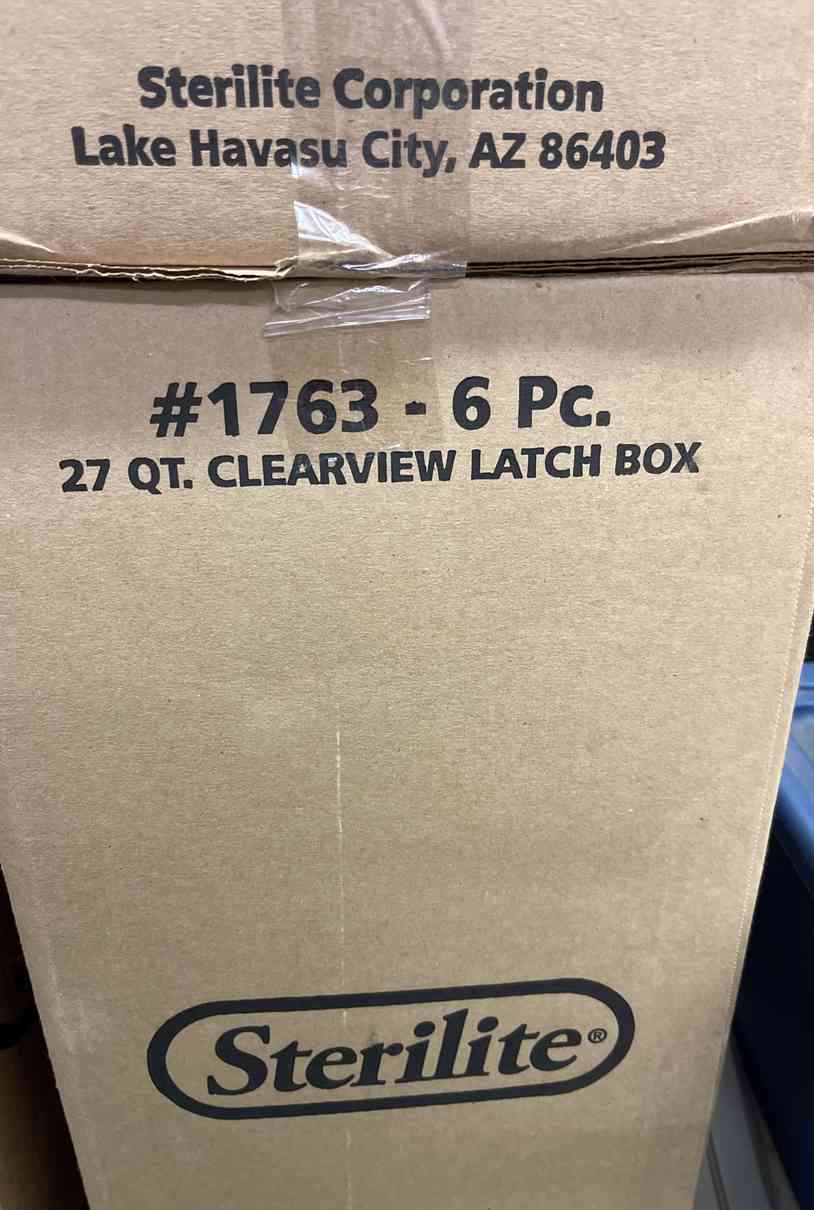 Sterilite Corporation
Lake Havasu City, AZ 86403
#1763 - 6 Pc.
27 QT. CLEARVIEW LATCH BOX
Sterilite®